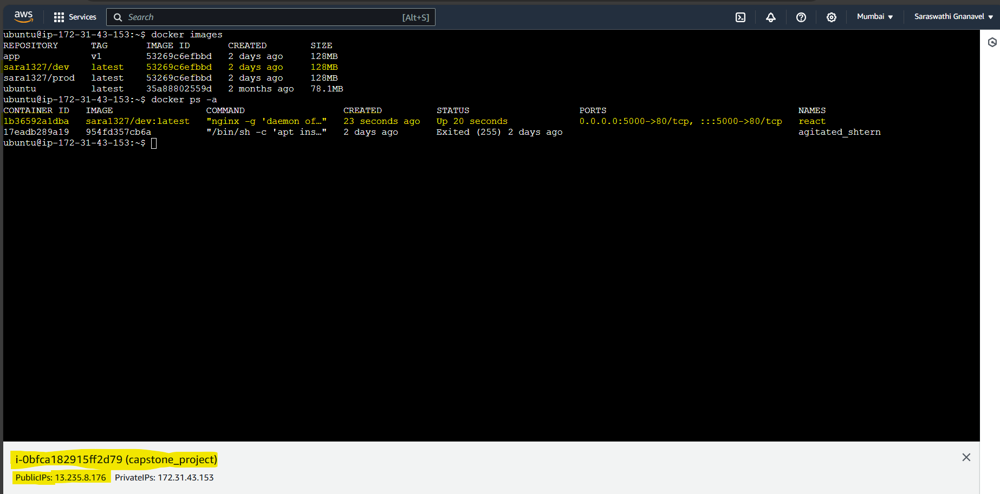 aws Services Search [Alt+S] Mumbai ▼ Saraswathi Gnanavel ▼
ubuntu@ip-172-31-43-153:~$ docker images
REPOSITORY TAG IMAGE ID CREATED SIZE
app v1 53269c6efbbd 2 days ago 128MB
sara1327/dev latest 53269c6efbbd 2 days ago 128MB
sara1327/prod latest 53269c6efbbd 2 days ago 128MB
ubuntu latest 35a88802559d 2 months ago 78.1MB
ubuntu@ip-172-31-43-153:~$ docker ps -a
CONTAINER ID IMAGE COMMAND CREATED STATUS PORTS NAMES
1b36592a1dba sara1327/dev:latest "nginx -g 'daemon of…" 23 seconds ago Up 20 seconds 0.0.0.0:5000->80/tcp, :::5000->80/tcp react
17eadb289a19 954fd357cb6a "/bin/sh -c 'apt ins…" 2 days ago Exited (255) 2 days ago agitated_shtern
ubuntu@ip-172-31-43-153:~$
i-0bfca182915ff2d79 (capstone_project)
PublicIPs: 13.235.8.176 PrivateIPs: 172.31.43.153